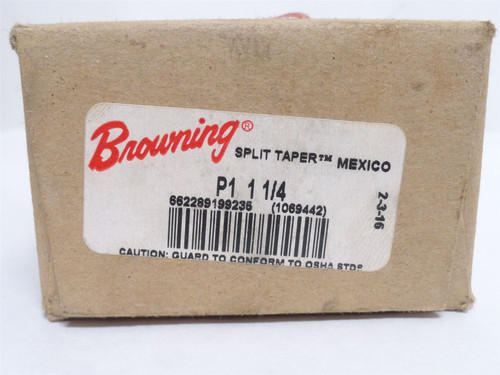 Browning® SPLIT TAPER™ MEXICO
P1 1 1/4
662289199236 (1069442)
2-3-16
CAUTION: GUARD TO CONFORM TO OSHA STDS